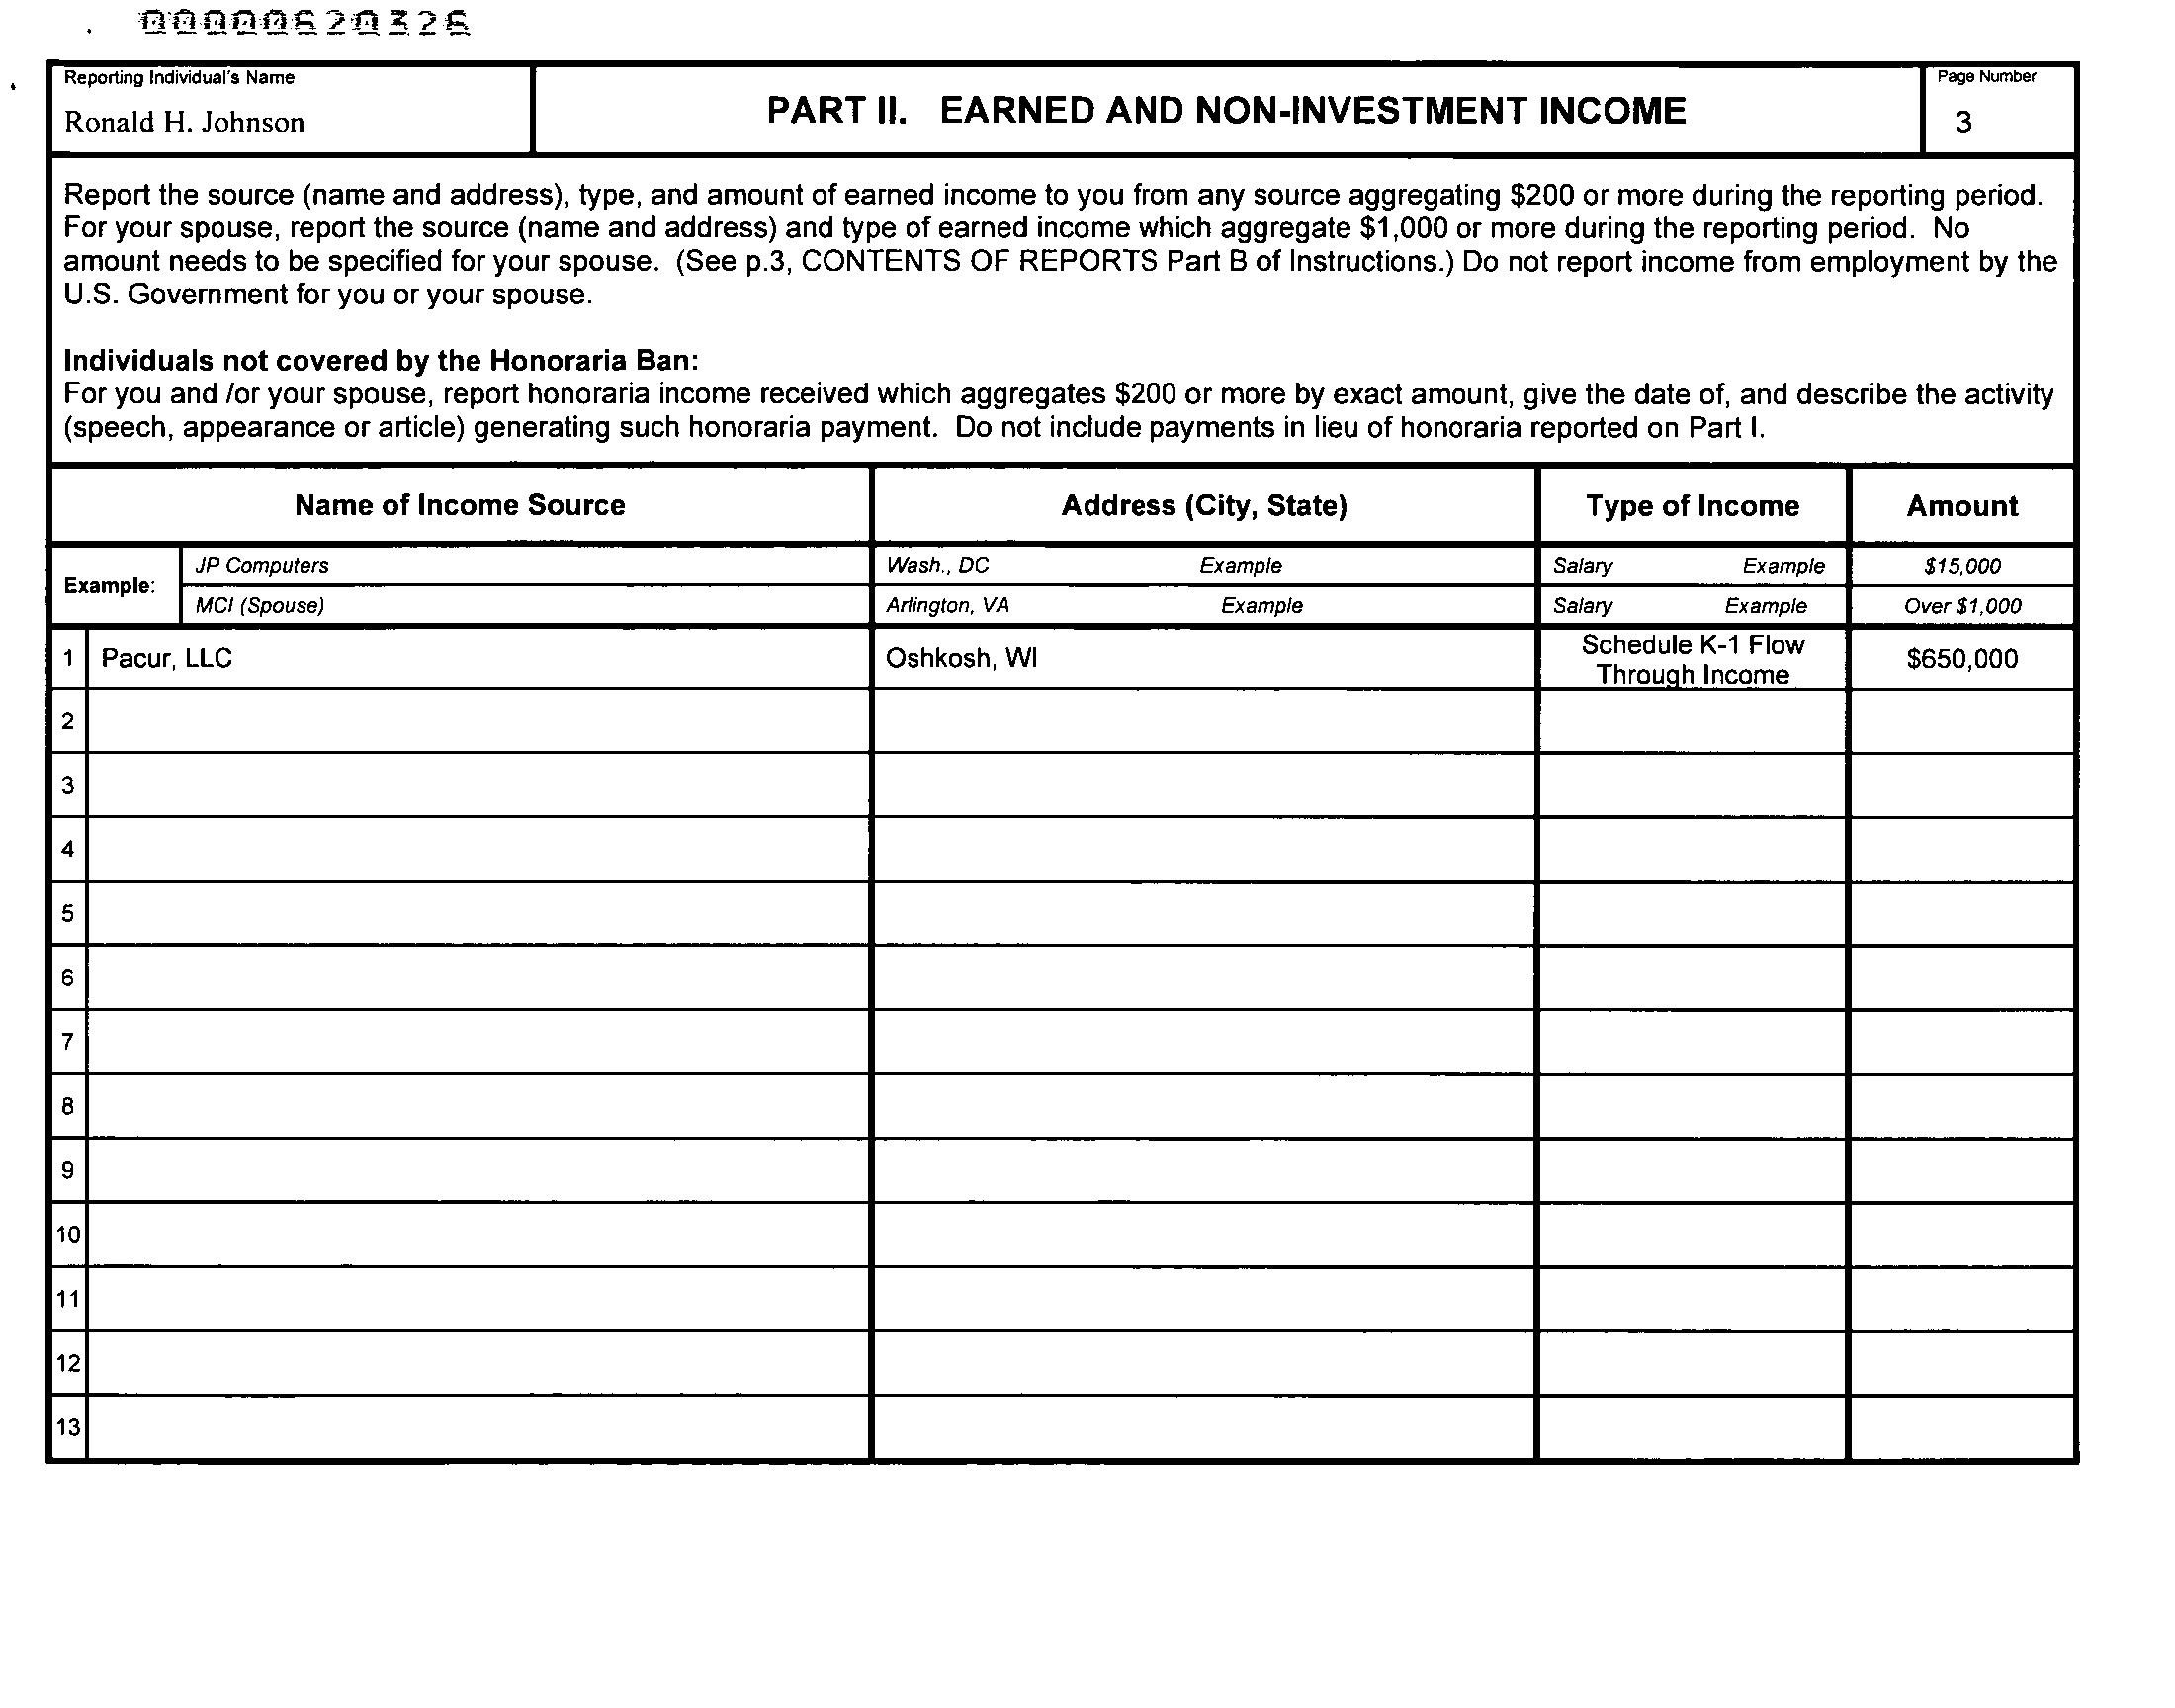 00000620326
Reporting Individual's Name
Ronald H. Johnson
PART II. EARNED AND NON-INVESTMENT INCOME
Page Number
3
Report the source (name and address), type, and amount of earned income to you from any source aggregating $200 or more during the reporting period.
For your spouse, report the source (name and address) and type of earned income which aggregate $1,000 or more during the reporting period. No
amount needs to be specified for your spouse. (See p.3, CONTENTS OF REPORTS Part B of Instructions.) Do not report income from employment by the
U.S. Government for you or your spouse.
Individuals not covered by the Honoraria Ban:
For you and /or your spouse, report honoraria income received which aggregates $200 or more by exact amount, give the date of, and describe the activity
(speech, appearance or article) generating such honoraria payment. Do not include payments in lieu of honoraria reported on Part I.
Name of Income Source Address (City, State) Type of Income Amount
Example:
JP Computers Wash., DC Example Salary Example $15,000
MCI (Spouse) Arlington, VA Example Salary Example Over $1,000
1 Pacur, LLC Oshkosh, WI Schedule K-1 Flow
Through Income $650,000
2
3
4
5
6
7
8
9
10
11
12
13